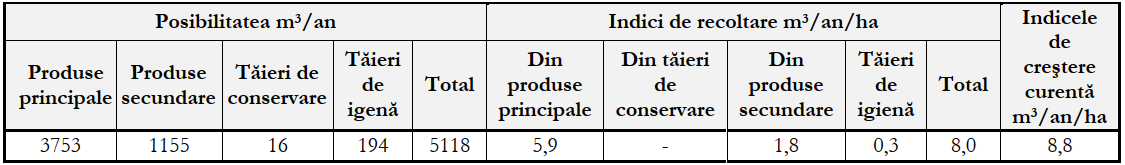 Posibilitatea m³/an
Indici de recoltare m³/an/ha
Indicele de creştere curentă m³/an/ha
Produse principale
Produse secundare
Tăieri de conservare
Tăieri de igenă
Total
Din produse principale
Din tăieri de conservare
Din produse secundare
Tăieri de igienă
Total
3753 1155 16 194 5118 5,9 - 1,8 0,3 8,0 8,8